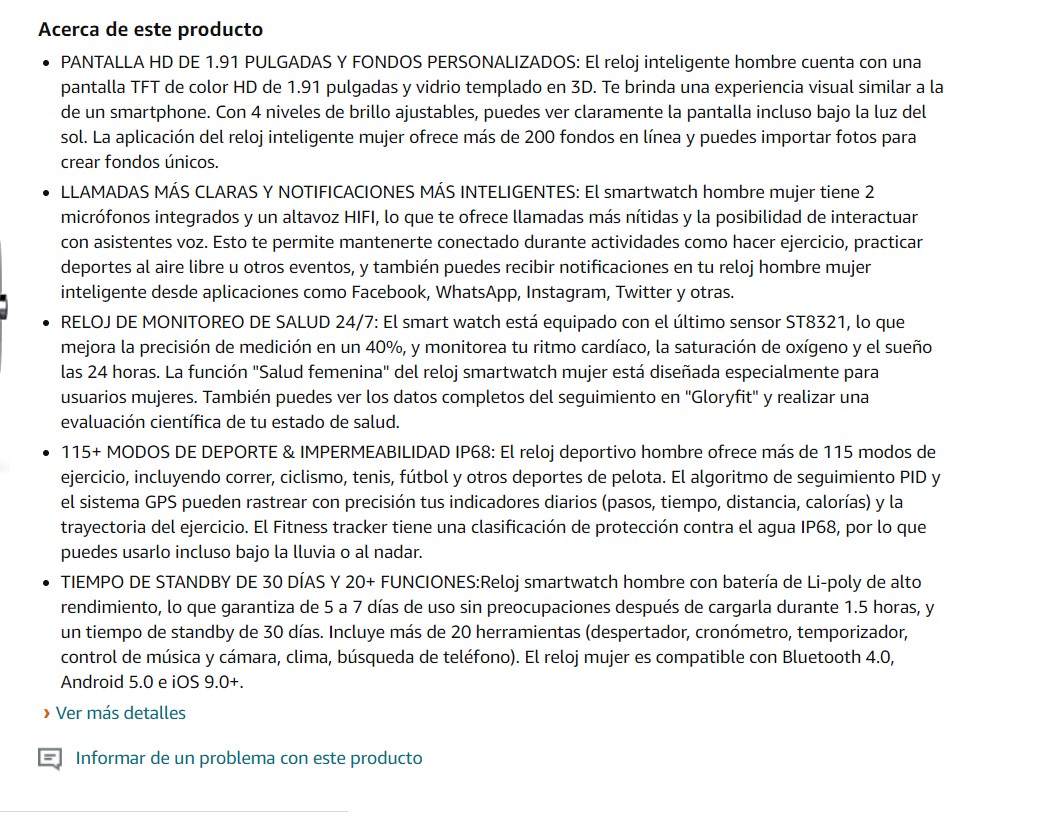 Acerca de este producto
• PANTALLA HD DE 1.91 PULGADAS Y FONDOS PERSONALIZADOS: El reloj inteligente hombre cuenta con una
pantalla TFT de color HD de 1.91 pulgadas y vidrio templado en 3D. Te brinda una experiencia visual similar a la
de un smartphone. Con 4 niveles de brillo ajustables, puedes ver claramente la pantalla incluso bajo la luz del
sol. La aplicación del reloj inteligente mujer ofrece más de 200 fondos en línea y puedes importar fotos para
crear fondos únicos.
• LLAMADAS MÁS CLARAS Y NOTIFICACIONES MÁS INTELIGENTES: El smartwatch hombre mujer tiene 2
micrófonos integrados y un altavoz HIFI, lo que te ofrece llamadas más nítidas y la posibilidad de interactuar
con asistentes voz. Esto te permite mantenerte conectado durante actividades como hacer ejercicio, practicar
deportes al aire libre u otros eventos, y también puedes recibir notificaciones en tu reloj hombre mujer
inteligente desde aplicaciones como Facebook, WhatsApp, Instagram, Twitter y otras.
• RELOJ DE MONITOREO DE SALUD 24/7: El smart watch está equipado con el último sensor ST8321, lo que
mejora la precisión de medición en un 40%, y monitorea tu ritmo cardíaco, la saturación de oxígeno y el sueño
las 24 horas. La función "Salud femenina" del reloj smartwatch mujer está diseñada especialmente para
usuarios mujeres. También puedes ver los datos completos del seguimiento en "Gloryfit" y realizar una
evaluación científica de tu estado de salud.
• 115+ MODOS DE DEPORTE & IMPERMEABILIDAD IP68: El reloj deportivo hombre ofrece más de 115 modos de
ejercicio, incluyendo correr, ciclismo, tenis, fútbol y otros deportes de pelota. El algoritmo de seguimiento PID y
el sistema GPS pueden rastrear con precisión tus indicadores diarios (pasos, tiempo, distancia, calorías) y la
trayectoria del ejercicio. El Fitness tracker tiene una clasificación de protección contra el agua IP68, por lo que
puedes usarlo incluso bajo la lluvia o al nadar.
• TIEMPO DE STANDBY DE 30 DÍAS Y 20+ FUNCIONES:Reloj smartwatch hombre con batería de Li-poly de alto
rendimiento, lo que garantiza de 5 a 7 días de uso sin preocupaciones después de cargarla durante 1.5 horas, y
un tiempo de standby de 30 días. Incluye más de 20 herramientas (despertador, cronómetro, temporizador,
control de música y cámara, clima, búsqueda de teléfono). El reloj mujer es compatible con Bluetooth 4.0,
Android 5.0 e iOS 9.0+.
› Ver más detalles
Informar de un problema con este producto